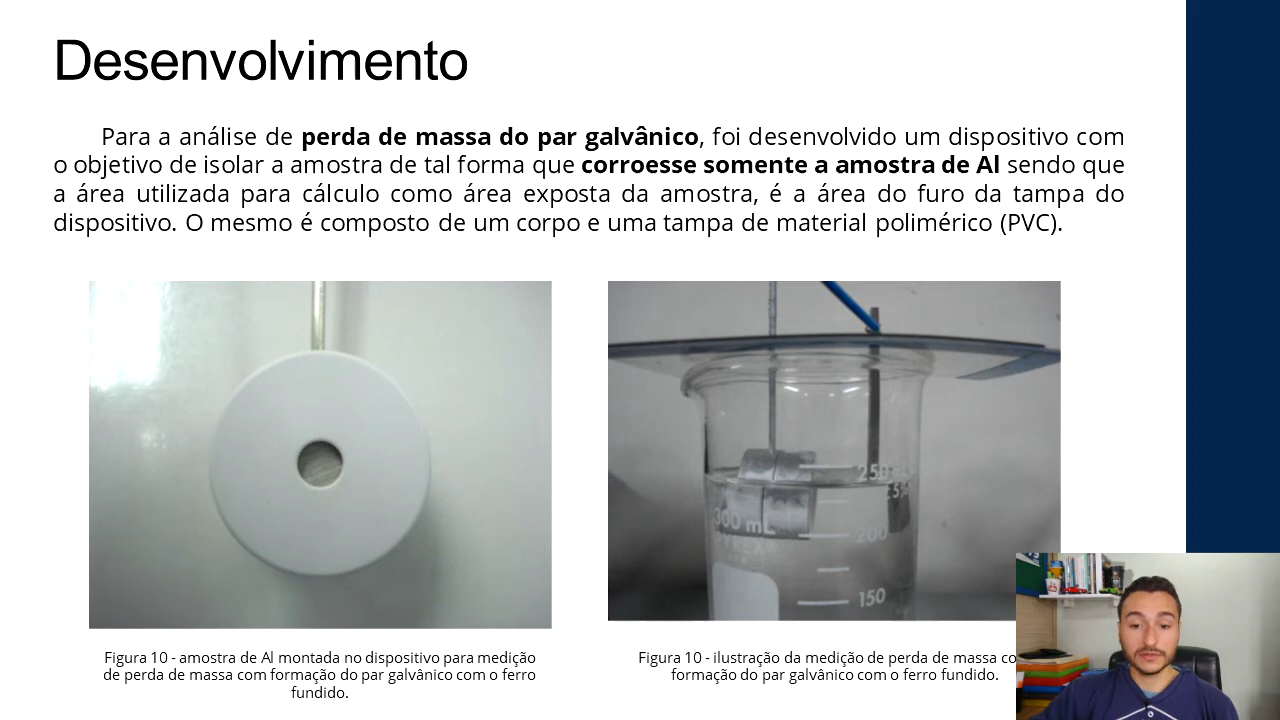 Desenvolvimento
Para a análise de perda de massa do par galvânico, foi desenvolvido um dispositivo com
o objetivo de isolar a amostra de tal forma que corroesse somente a amostra de Al sendo que
a área utilizada para cálculo como área exposta da amostra, é a área do furo da tampa do
dispositivo. O mesmo é composto de um corpo e uma tampa de material polimérico (PVC).
250
300 mL
200
150
Figura 10 - amostra de Al montada no dispositivo para medição
de perda de massa com formação do par galvânico com o ferro
fundido.
Figura 10 - ilustração da medição de perda de massa co
formação do par galvânico com o ferro fundido.